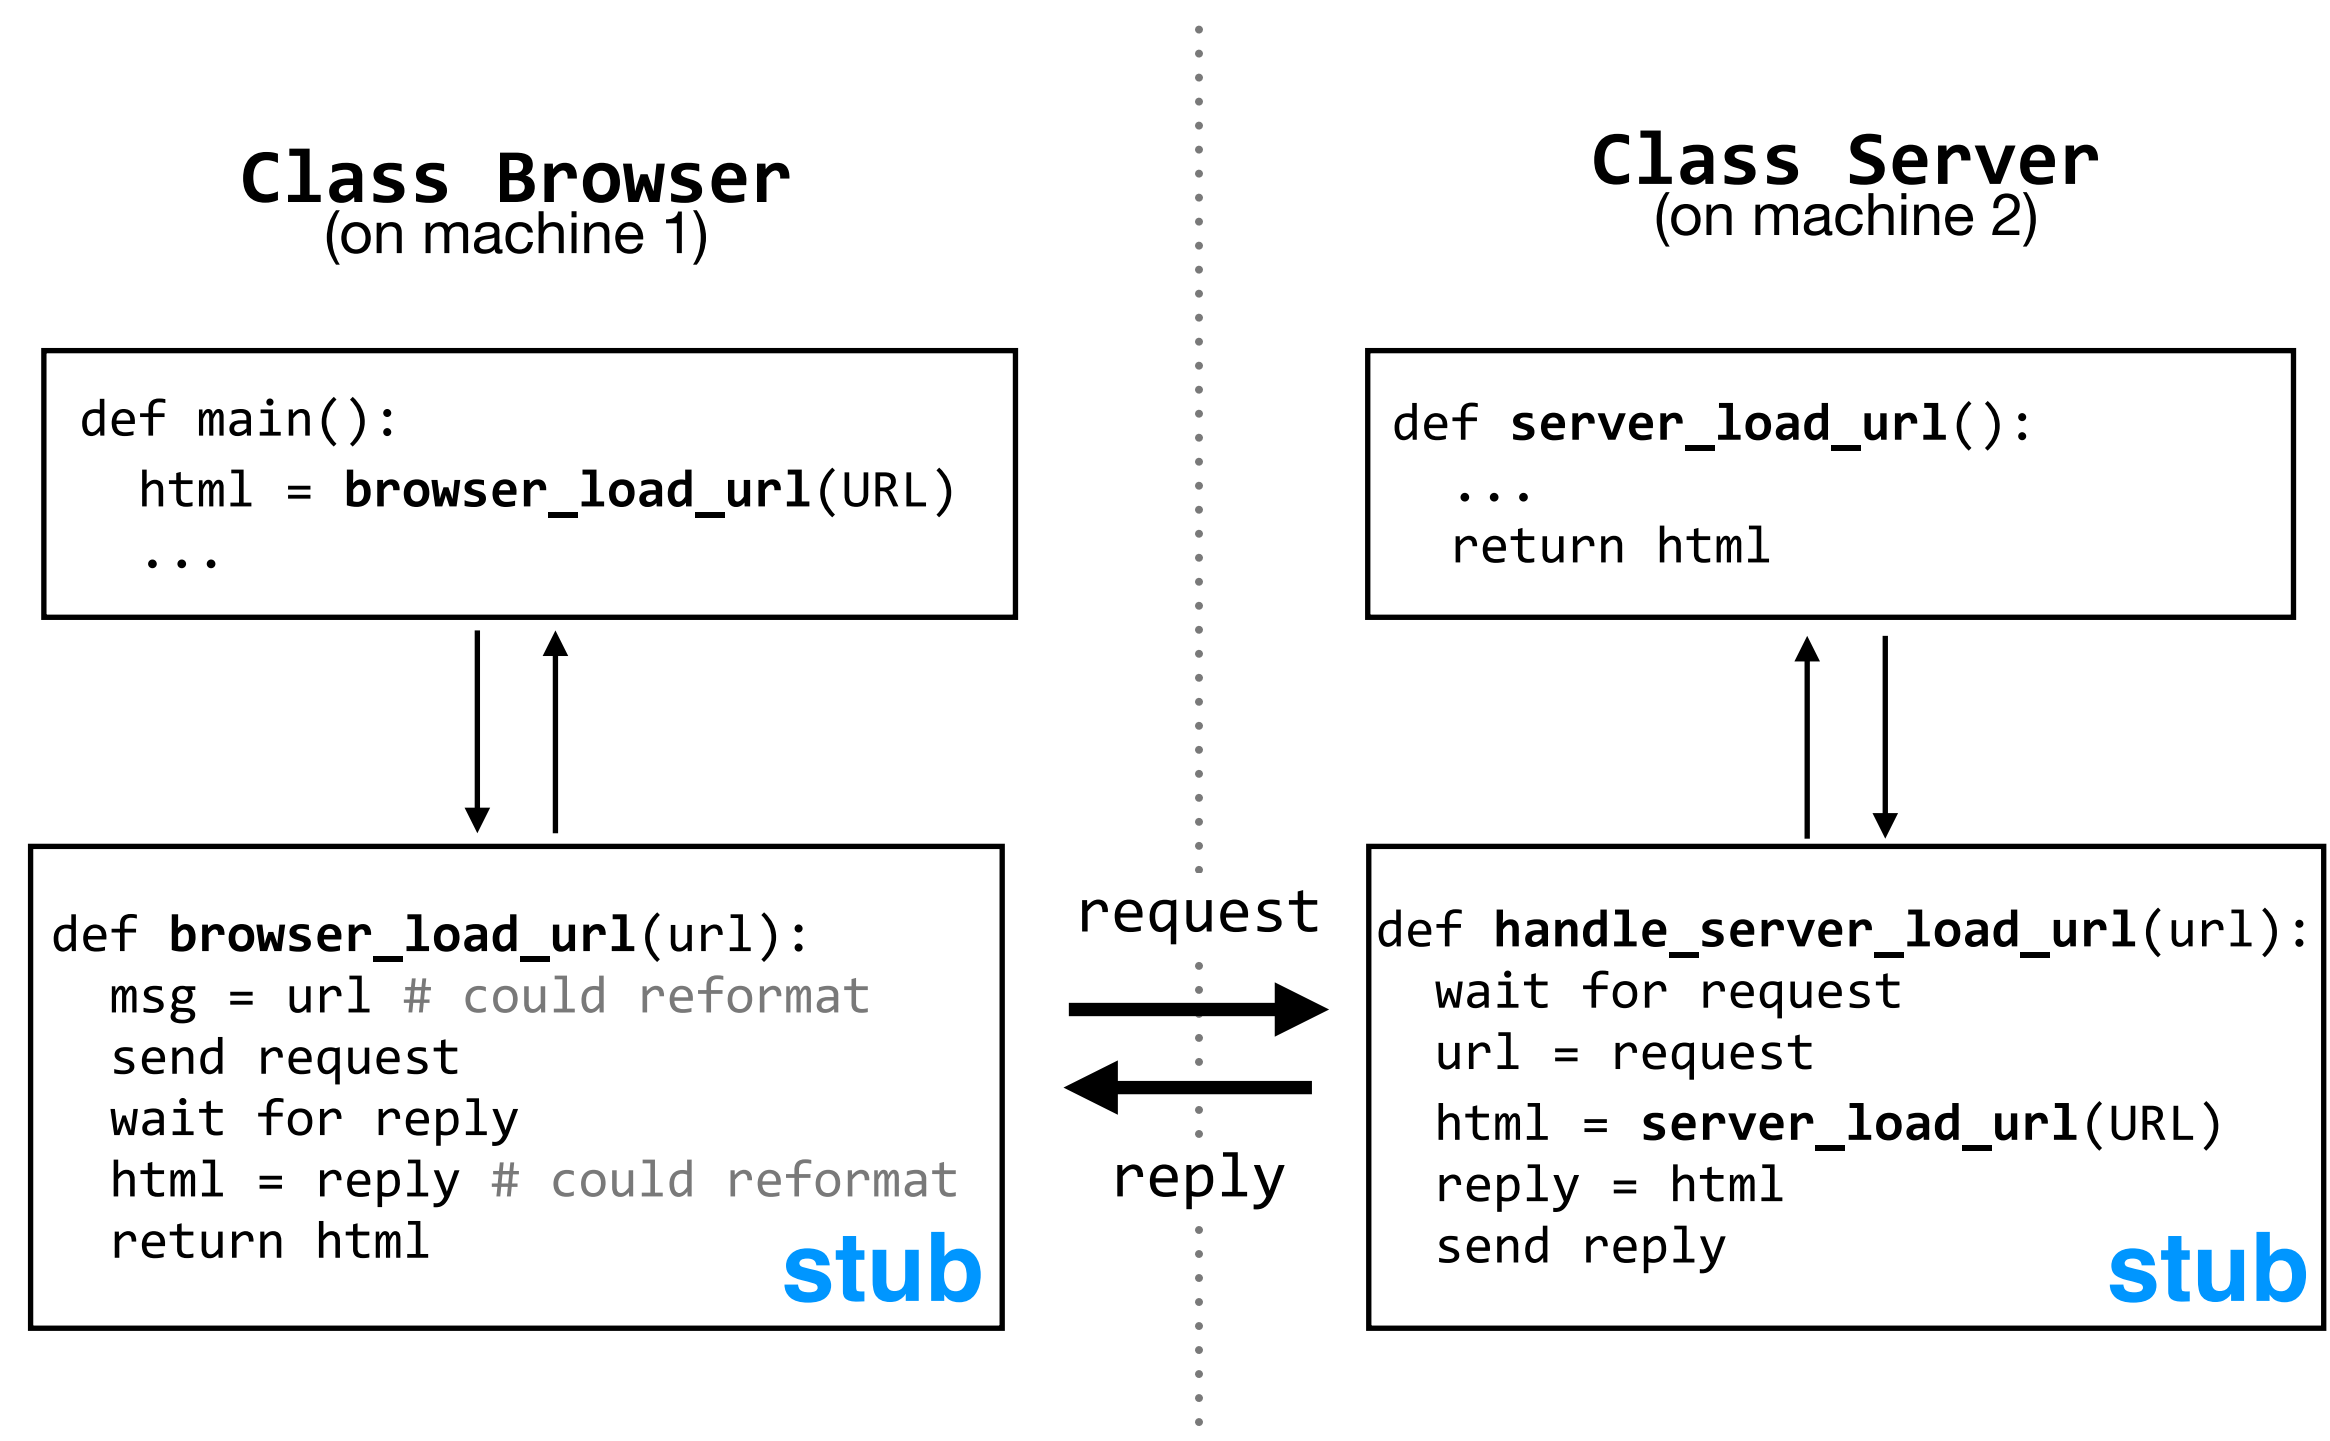 Class Browser
(on machine 1)
def main():
  html = browser_load_url(URL)
  ...
def browser_load_url(url):
  msg = url # could reformat
  send request
  wait for reply
  html = reply # could reformat
  return html
stub
request
reply
Class Server
(on machine 2)
def server_load_url():
  ...
  return html
def handle_server_load_url(url):
  wait for request
  url = request
  html = server_load_url(URL)
  reply = html
  send reply
stub